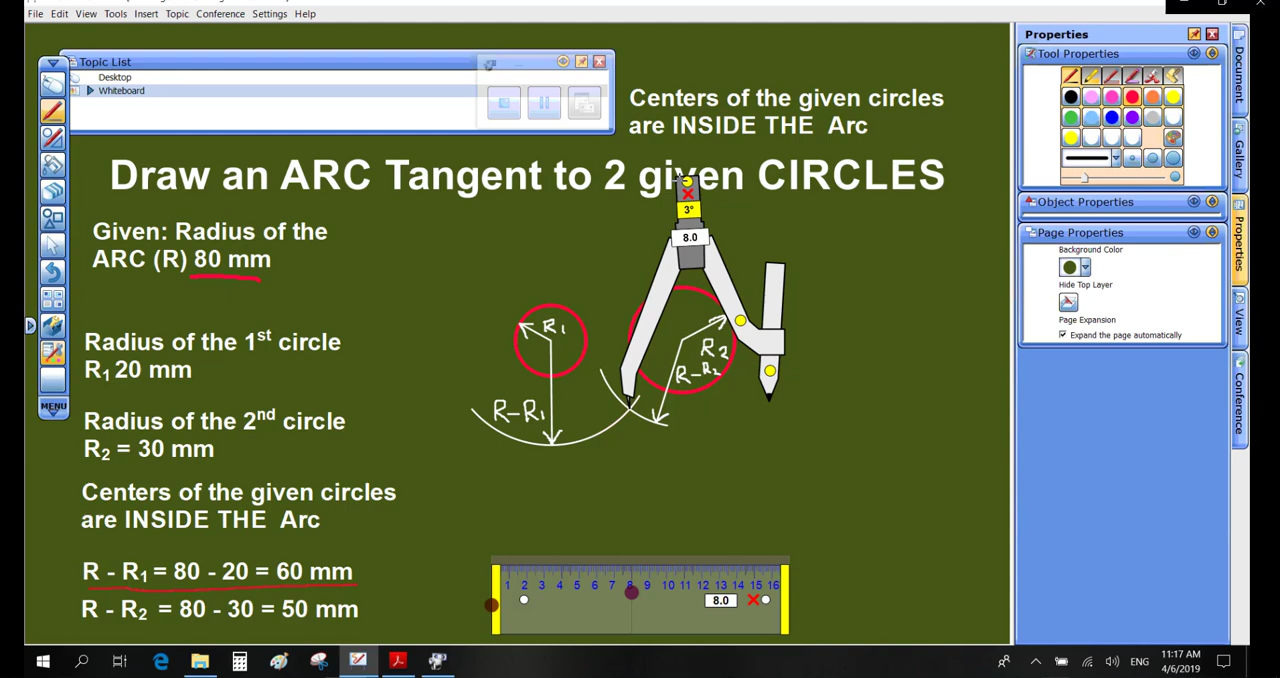 File Edit View Tools Insert Topic Conference Settings Help
Topic List
Desktop
Whiteboard
Centers of the given circles
are INSIDE THE Arc
Draw an ARC Tangent to 2 given CIRCLES
Given: Radius of the
ARC (R) 80 mm
3°
8.0
Radius of the 1st circle
R1 20 mm
R1
R2
R-R2
R-R1
Radius of the 2nd circle
R2 = 30 mm
Centers of the given circles
are INSIDE THE Arc
R - R1 = 80 - 20 = 60 mm
R - R2 = 80 - 30 = 50 mm
1 2 3 4 5 6 7 8 9 10 11 12 13 14 15 16
8.0
MENU
Properties
Tool Properties
Object Properties
Page Properties
Background Color
Hide Top Layer
Page Expansion
Expand the page automatically
Document
Gallery
Properties
View
Conference
ENG
11:17 AM
4/6/2019